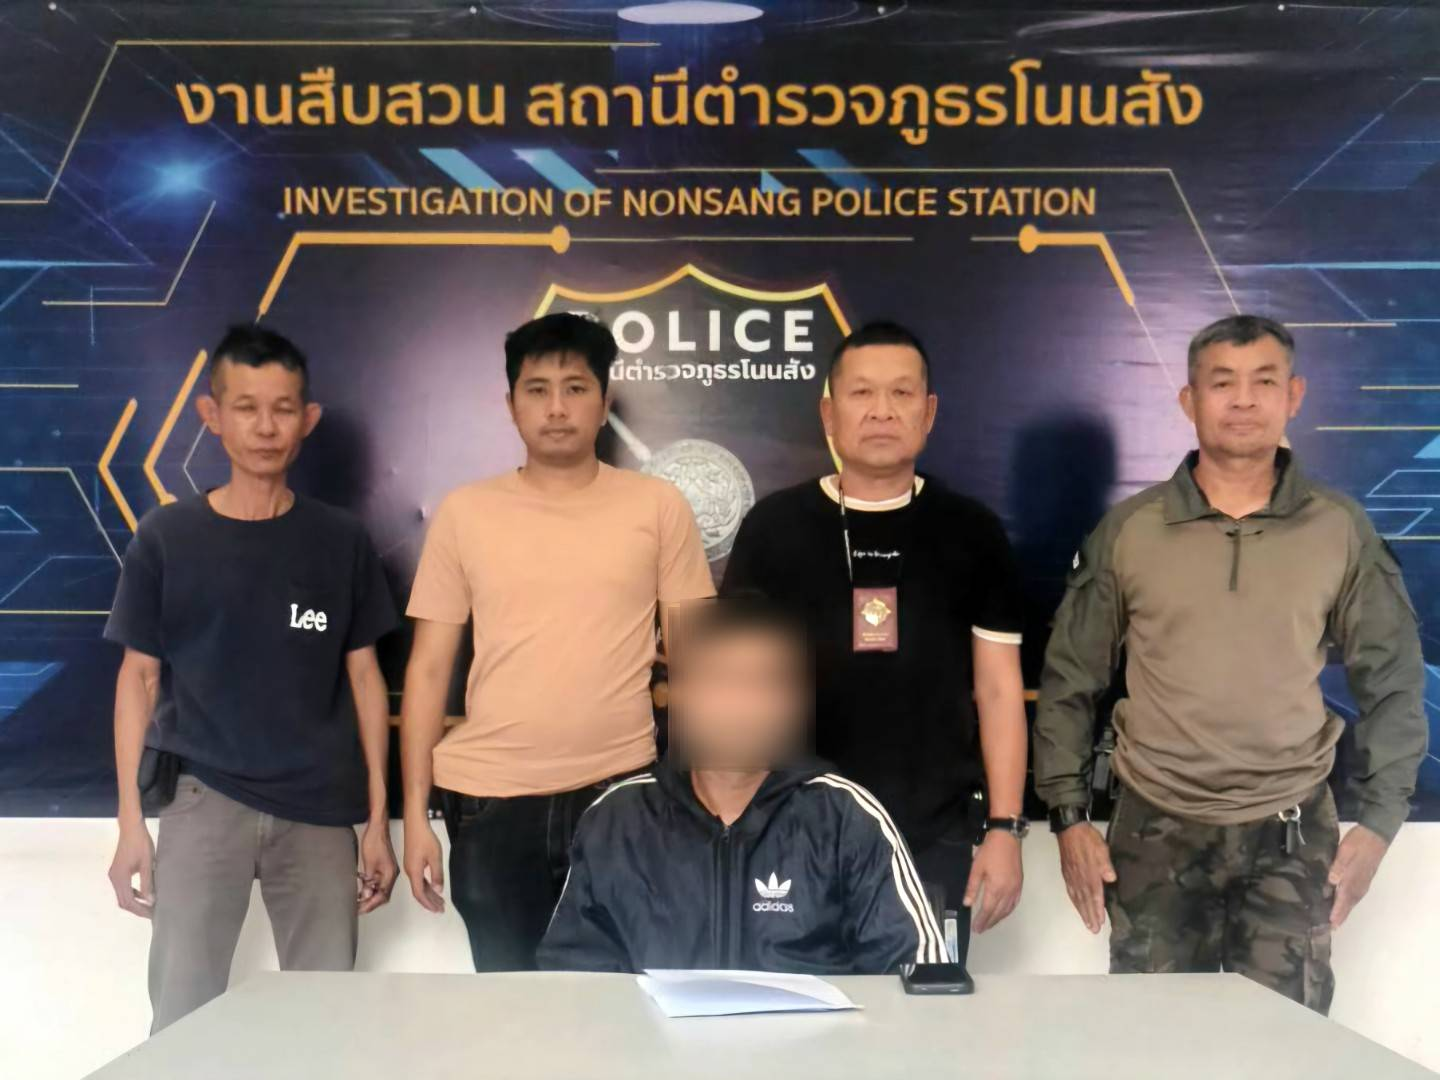 งานสืบสวน สถานีตำรวจภูธรโนนสัง
INVESTIGATION OF NONSANG POLICE STATION
POLICE
นีตำรวจภูธรโนนสัง
Lee
adidas